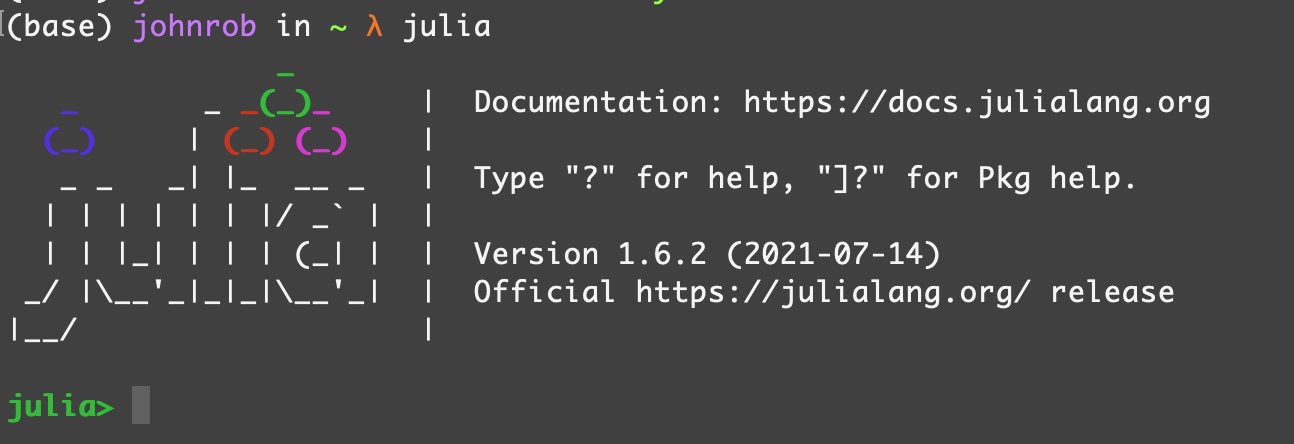 (base) johnrob in ~ λ julia
               _
   _       _ _(_)_     |  Documentation: https://docs.julialang.org
  (_)     | (_) (_)    |
   _ _   _| |_  __ _   |  Type "?" for help, "]?" for Pkg help.
  | | | | | | |/ _` |  |
  | | |_| | | | (_| |  |  Version 1.6.2 (2021-07-14)
 _/ |\__'_|_|_|\__'_|  |  Official https://julialang.org/ release
|__/                   |
julia>